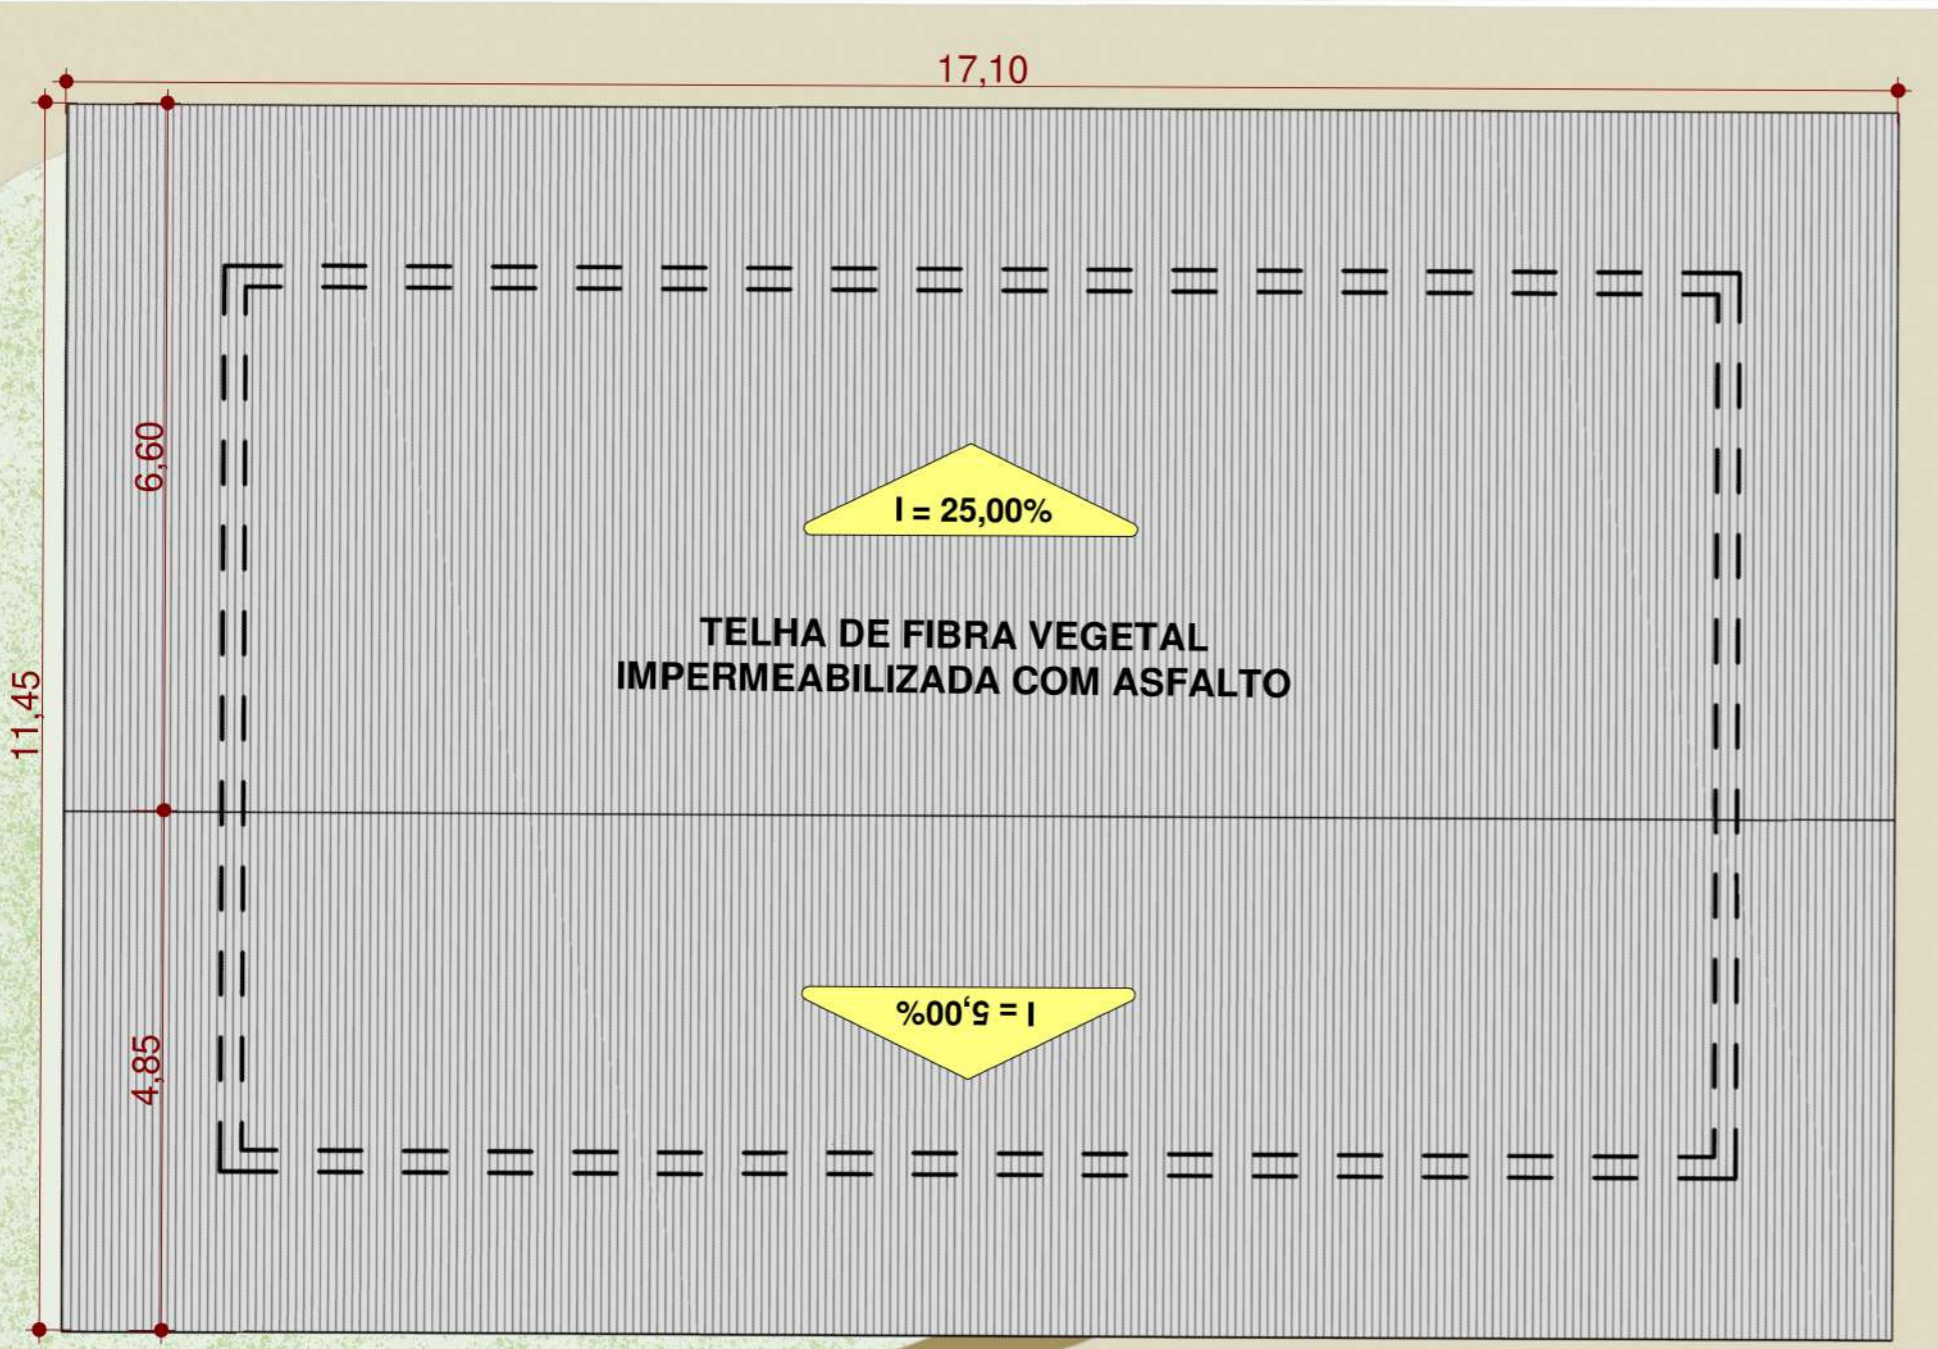 17,10
6,60
I = 25,00%
TELHA DE FIBRA VEGETAL
IMPERMEABILIZADA COM ASFALTO
11,45
I = 5,00%
4,85